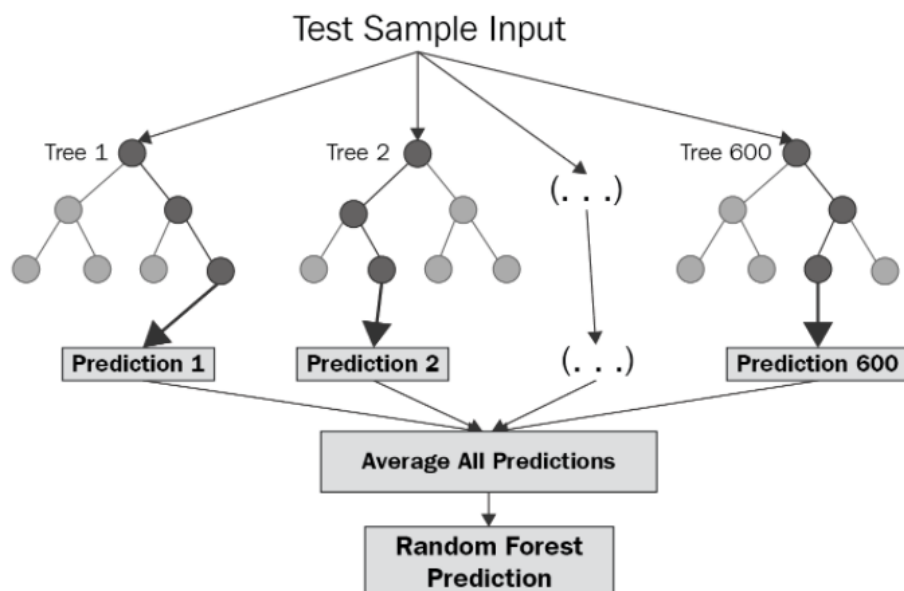 Test Sample Input
Tree 1
Tree 2
Tree 600
(. . .)
Prediction 1
Prediction 2
(. . .)
Prediction 600
Average All Predictions
Random Forest
Prediction